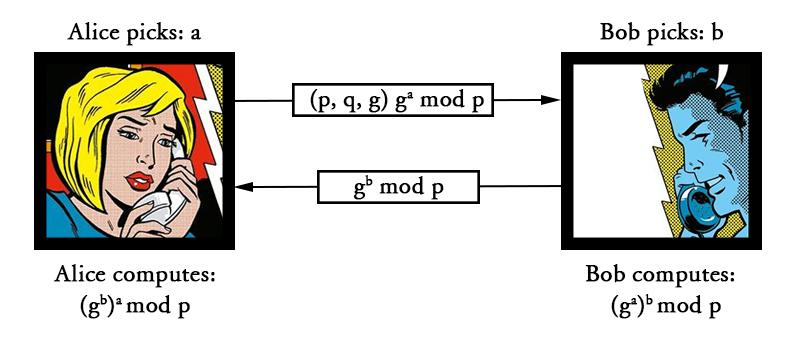 Alice picks: a
Bob picks: b
(p, q, g) gᵃ mod p
gᵇ mod p
Alice computes:
(gᵇ)ᵃ mod p
Bob computes:
(gᵃ)ᵇ mod p